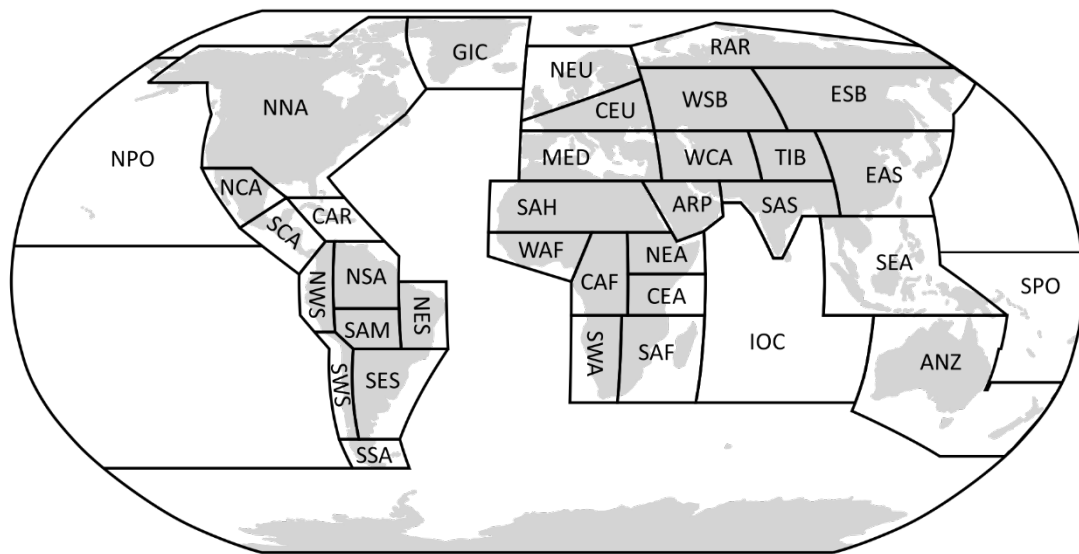 GIC
RAR
NEU
NNA
WSB
ESB
CEU
NPO
MED
WCA
TIB
EAS
NCA
SAH
ARP
SAS
CAR
SCA
WAF
NEA
SEA
NWS
NSA
CAF
CEA
SPO
NES
SAM
IOC
SWA
SAF
ANZ
SWS
SES
SSA